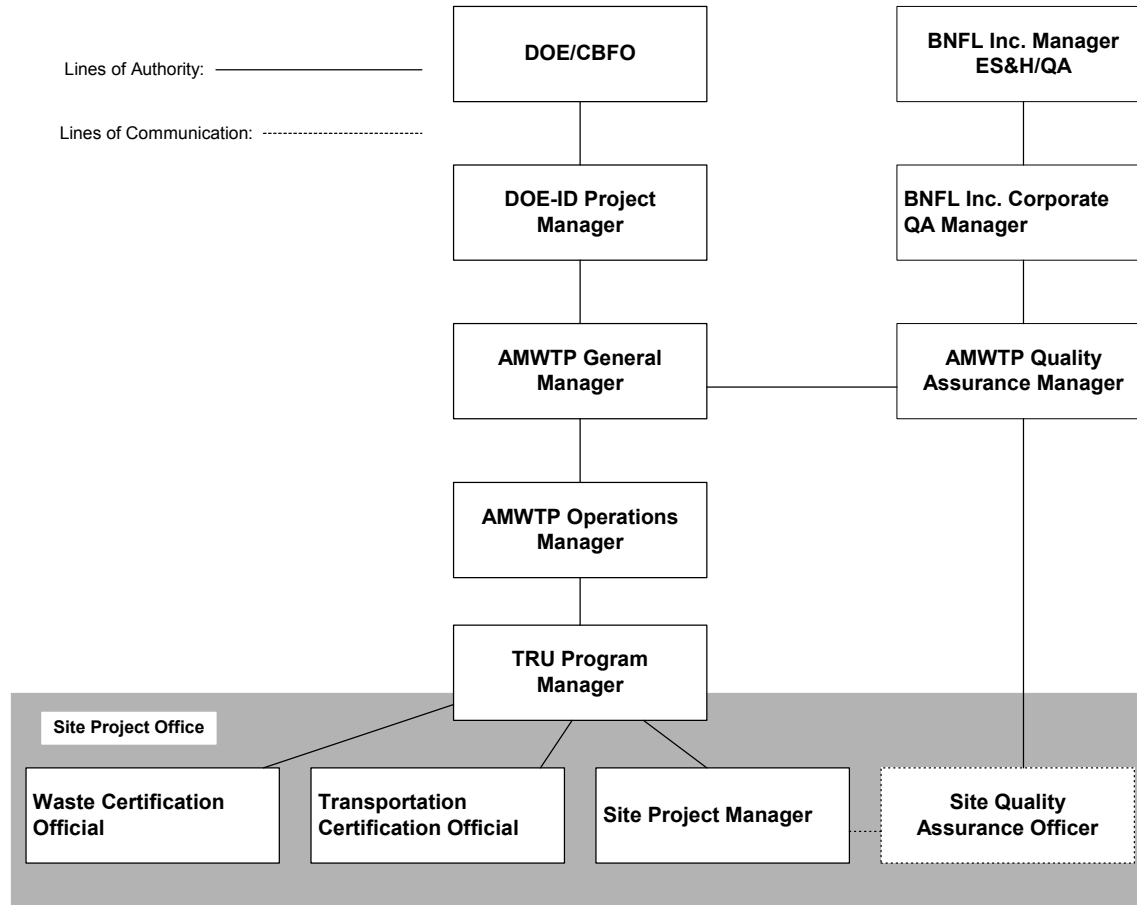 DOE/CBFO
BNFL Inc. Manager
ES&H/QA
Lines of Authority:
Lines of Communication:
DOE-ID Project
Manager
BNFL Inc. Corporate
QA Manager
AMWTP General
Manager
AMWTP Quality
Assurance Manager
AMWTP Operations
Manager
TRU Program
Manager
Site Project Office
Waste Certification
Official
Transportation
Certification Official
Site Project Manager
Site Quality
Assurance Officer